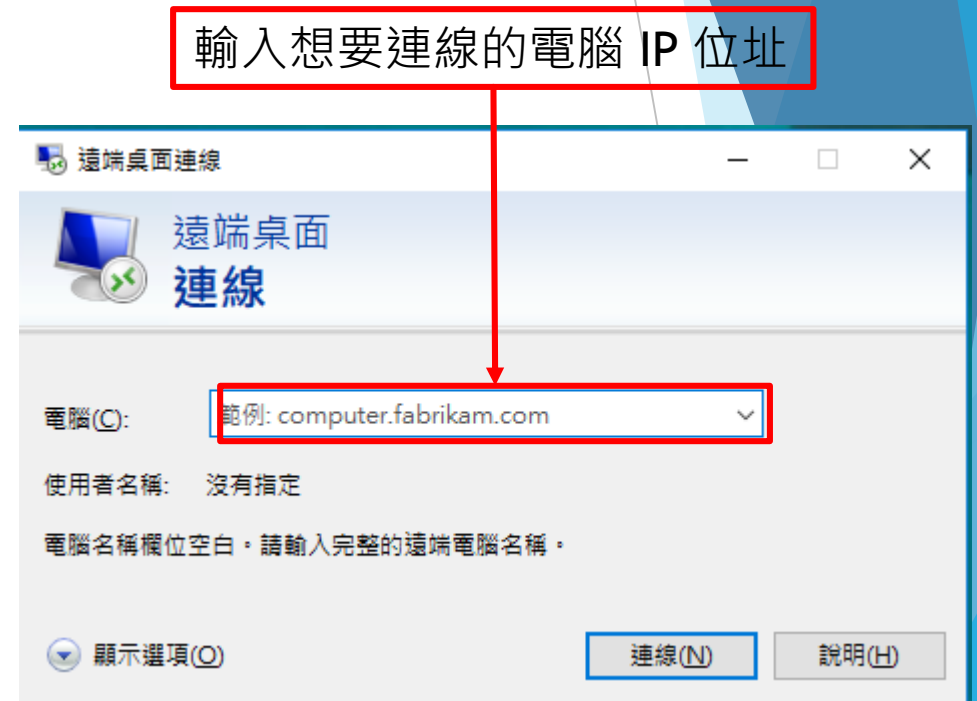 輸入想要連線的電腦 IP 位址
遠端桌面連線
遠端桌面
連線
電腦(C):
範例: computer.fabrikam.com
使用者名稱: 沒有指定
電腦名稱欄位空白。請輸入完整的遠端電腦名稱。
顯示選項(O)
連線(N)
說明(H)